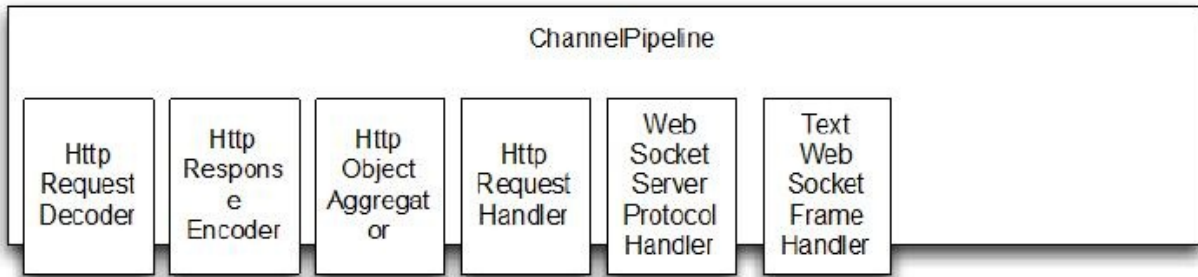 ChannelPipeline
Http
Request
Decoder
Http
Respons
e
Encoder
Http
Object
Aggregat
or
Http
Request
Handler
Web
Socket
Server
Protocol
Handler
Text
Web
Socket
Frame
Handler